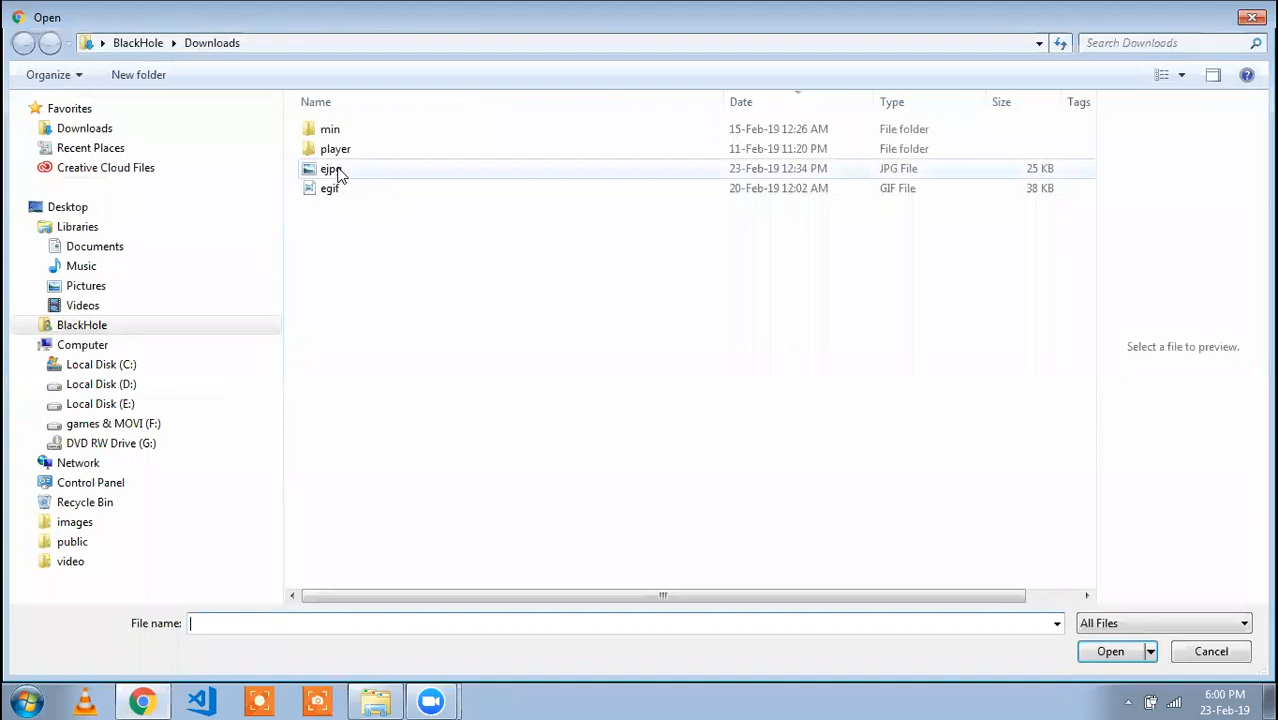 Open
BlackHole Downloads Search Downloads
Organize New folder
Name Date Type Size Tags
Favorites
Downloads
Recent Places
Creative Cloud Files
Desktop
Libraries
Documents
Music
Pictures
Videos
BlackHole
Computer
Local Disk (C:)
Local Disk (D:)
Local Disk (E:)
games & MOVI (F:)
DVD RW Drive (G:)
Network
Control Panel
Recycle Bin
images
public
video
min 15-Feb-19 12:26 AM File folder
player 11-Feb-19 11:20 PM File folder
23-Feb-19 12:34 PM JPG File 25 KB
egif 20-Feb-19 12:02 AM GIF File 38 KB
Select a file to preview.
File name: All Files
Open Cancel
6:00 PM
23-Feb-19